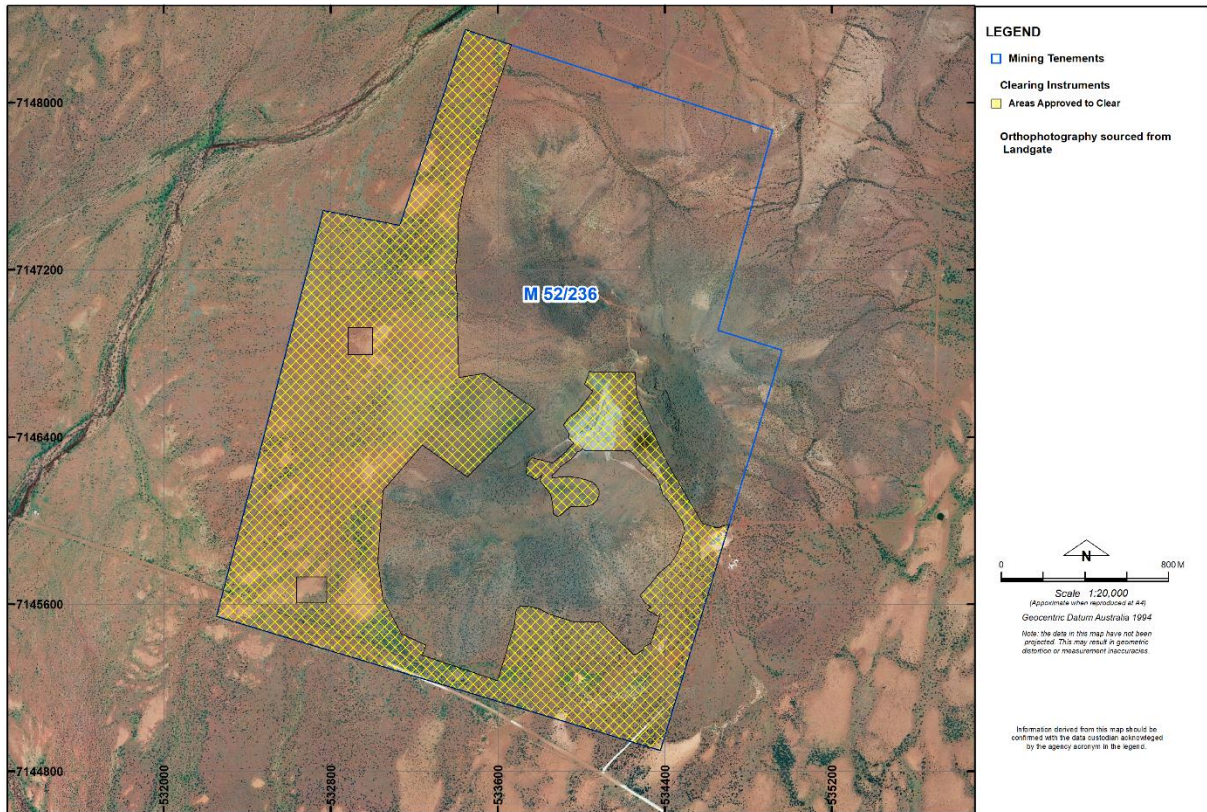 7148000
7147200
7146400
7145600
7144800
532000
532800
533600
534400
535200
M 52/236
LEGEND
Mining Tenements
Clearing Instruments
Areas Approved to Clear
Orthophotography sourced from
Landgate
N
0 800 M
Scale 1:20,000
(Approximate when reproduced at A4)
Geocentric Datum Australia 1994
Note: the data in this map have not been
projected. This may result in geometric
distortion or measurement inaccuracies.
Information derived from this map should be
confirmed with the data custodian acknowleged
by the agency acronym in the legend.